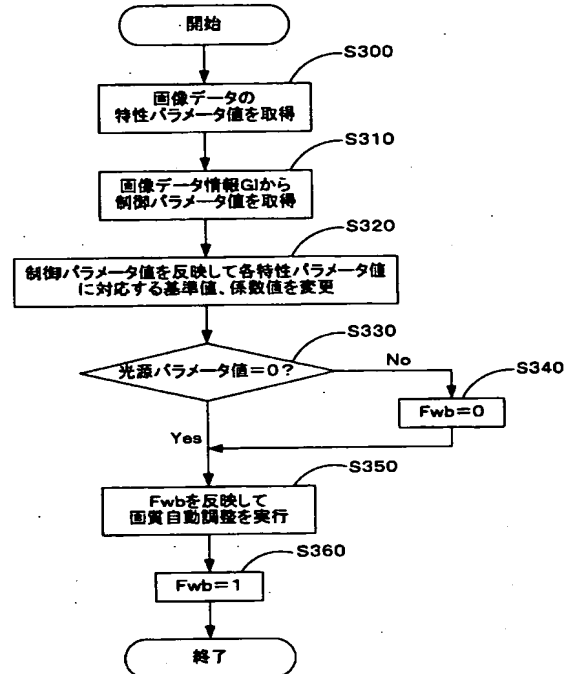 開始
S300
画像データの
特性パラメータ値を取得
S310
画像データ情報GIから
制御パラメータ値を取得
S320
制御パラメータ値を反映して各特性パラメータ値
に対応する基準値、係数値を変更
S330
光源パラメータ値=0?
No
S340
Fwb=0
Yes
S350
Fwbを反映して
画質自動調整を実行
S360
Fwb=1
終了